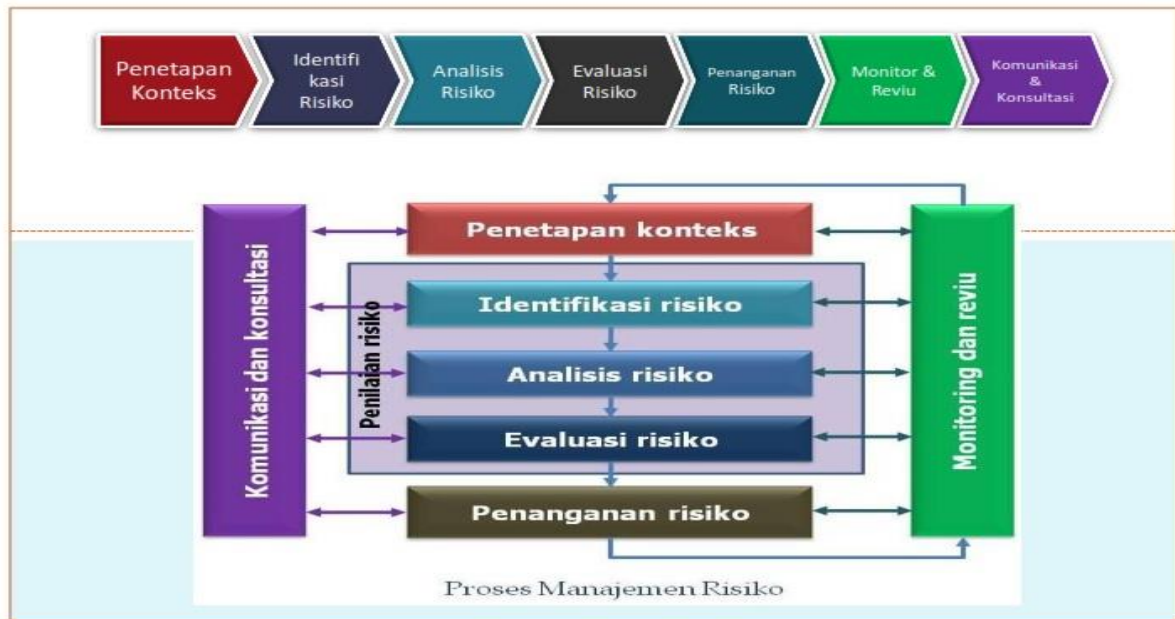 Penetapan
Konteks
Identifi
kasi
Risiko
Analisis
Risiko
Evaluasi
Risiko
Penanganan
Risiko
Monitor &
Reviu
Komunikasi
&
Konsultasi
Komunikasi dan konsultasi
Penetapan konteks
Penilaian risiko
Identifikasi risiko
Analisis risiko
Evaluasi risiko
Penanganan risiko
Monitoring dan reviu
Proses Manajemen Risiko